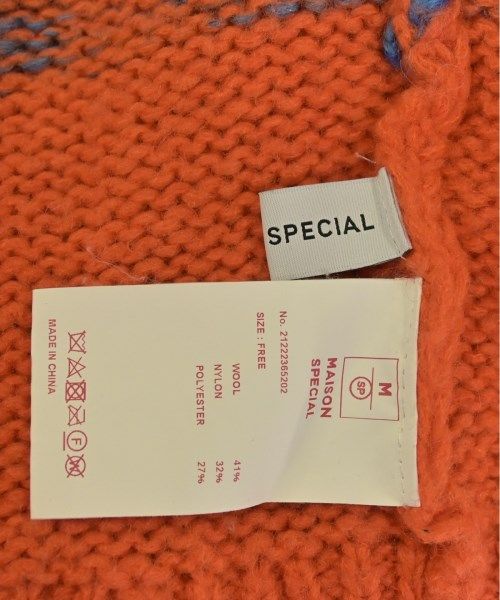 SPECIAL
M
SP
MAISON
SPECIAL
No. 21222365202
SIZE : FREE
WOOL 41%
NYLON 32%
POLYESTER 27%
F
W
MADE IN CHINA